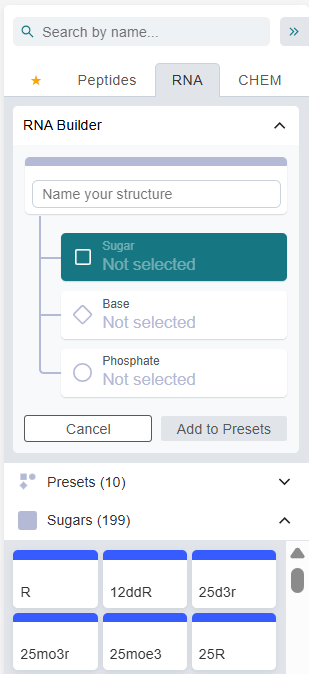 Search by name...
Peptides RNA CHEM
RNA Builder
Name your structure
Sugar
Not selected
Base
Not selected
Phosphate
Not selected
Cancel Add to Presets
Presets (10)
Sugars (199)
R 12ddR 25d3r
25mo3r 25moe3 25R